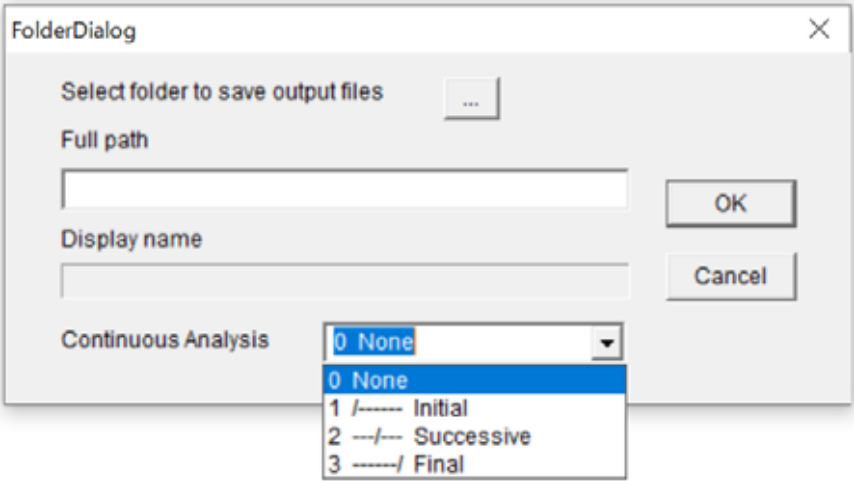 FolderDialog
Select folder to save output files ...
Full path
OK
Display name
Cancel
Continuous Analysis 0 None
0 None
1 /------ Initial
2 ---/--- Successive
3 ------/ Final